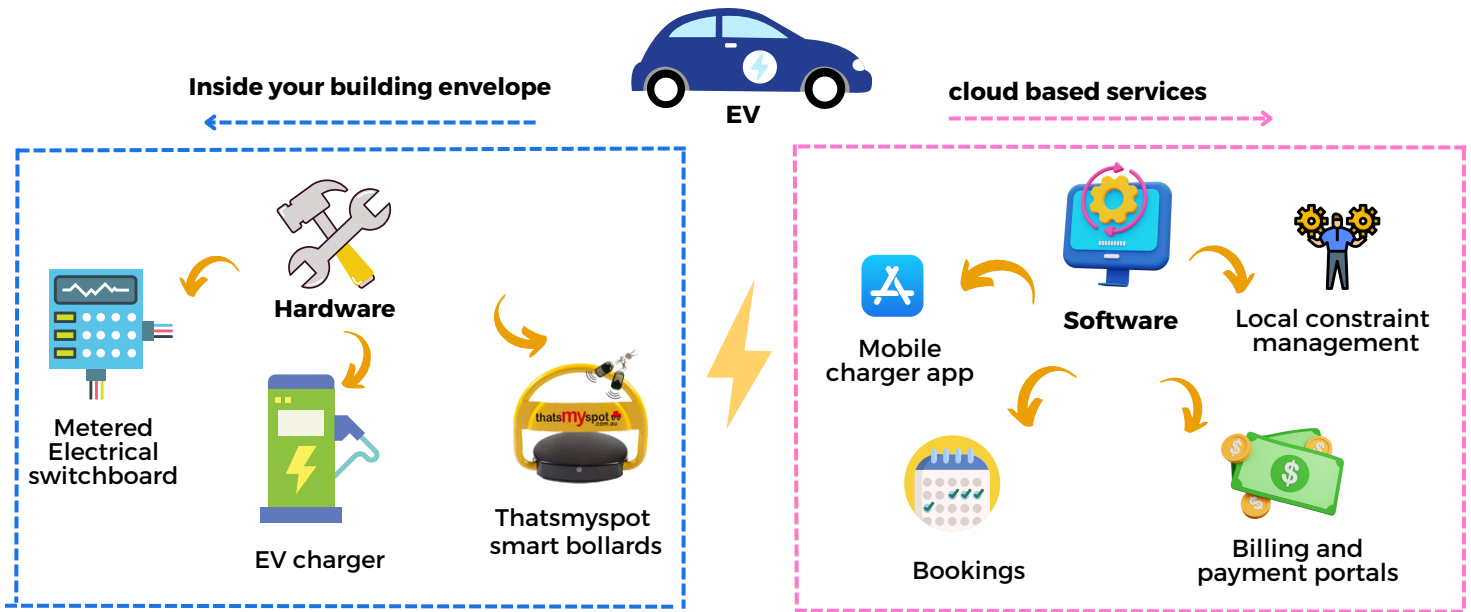 EV
Inside your building envelope
cloud based services
Hardware
Metered
Electrical
switchboard
EV charger
thatsmyspot
.com.au
Thatsmyspot
smart bollards
Software
Mobile
charger app
Local constraint
management
Bookings
$
$
$
$
Billing and
payment portals